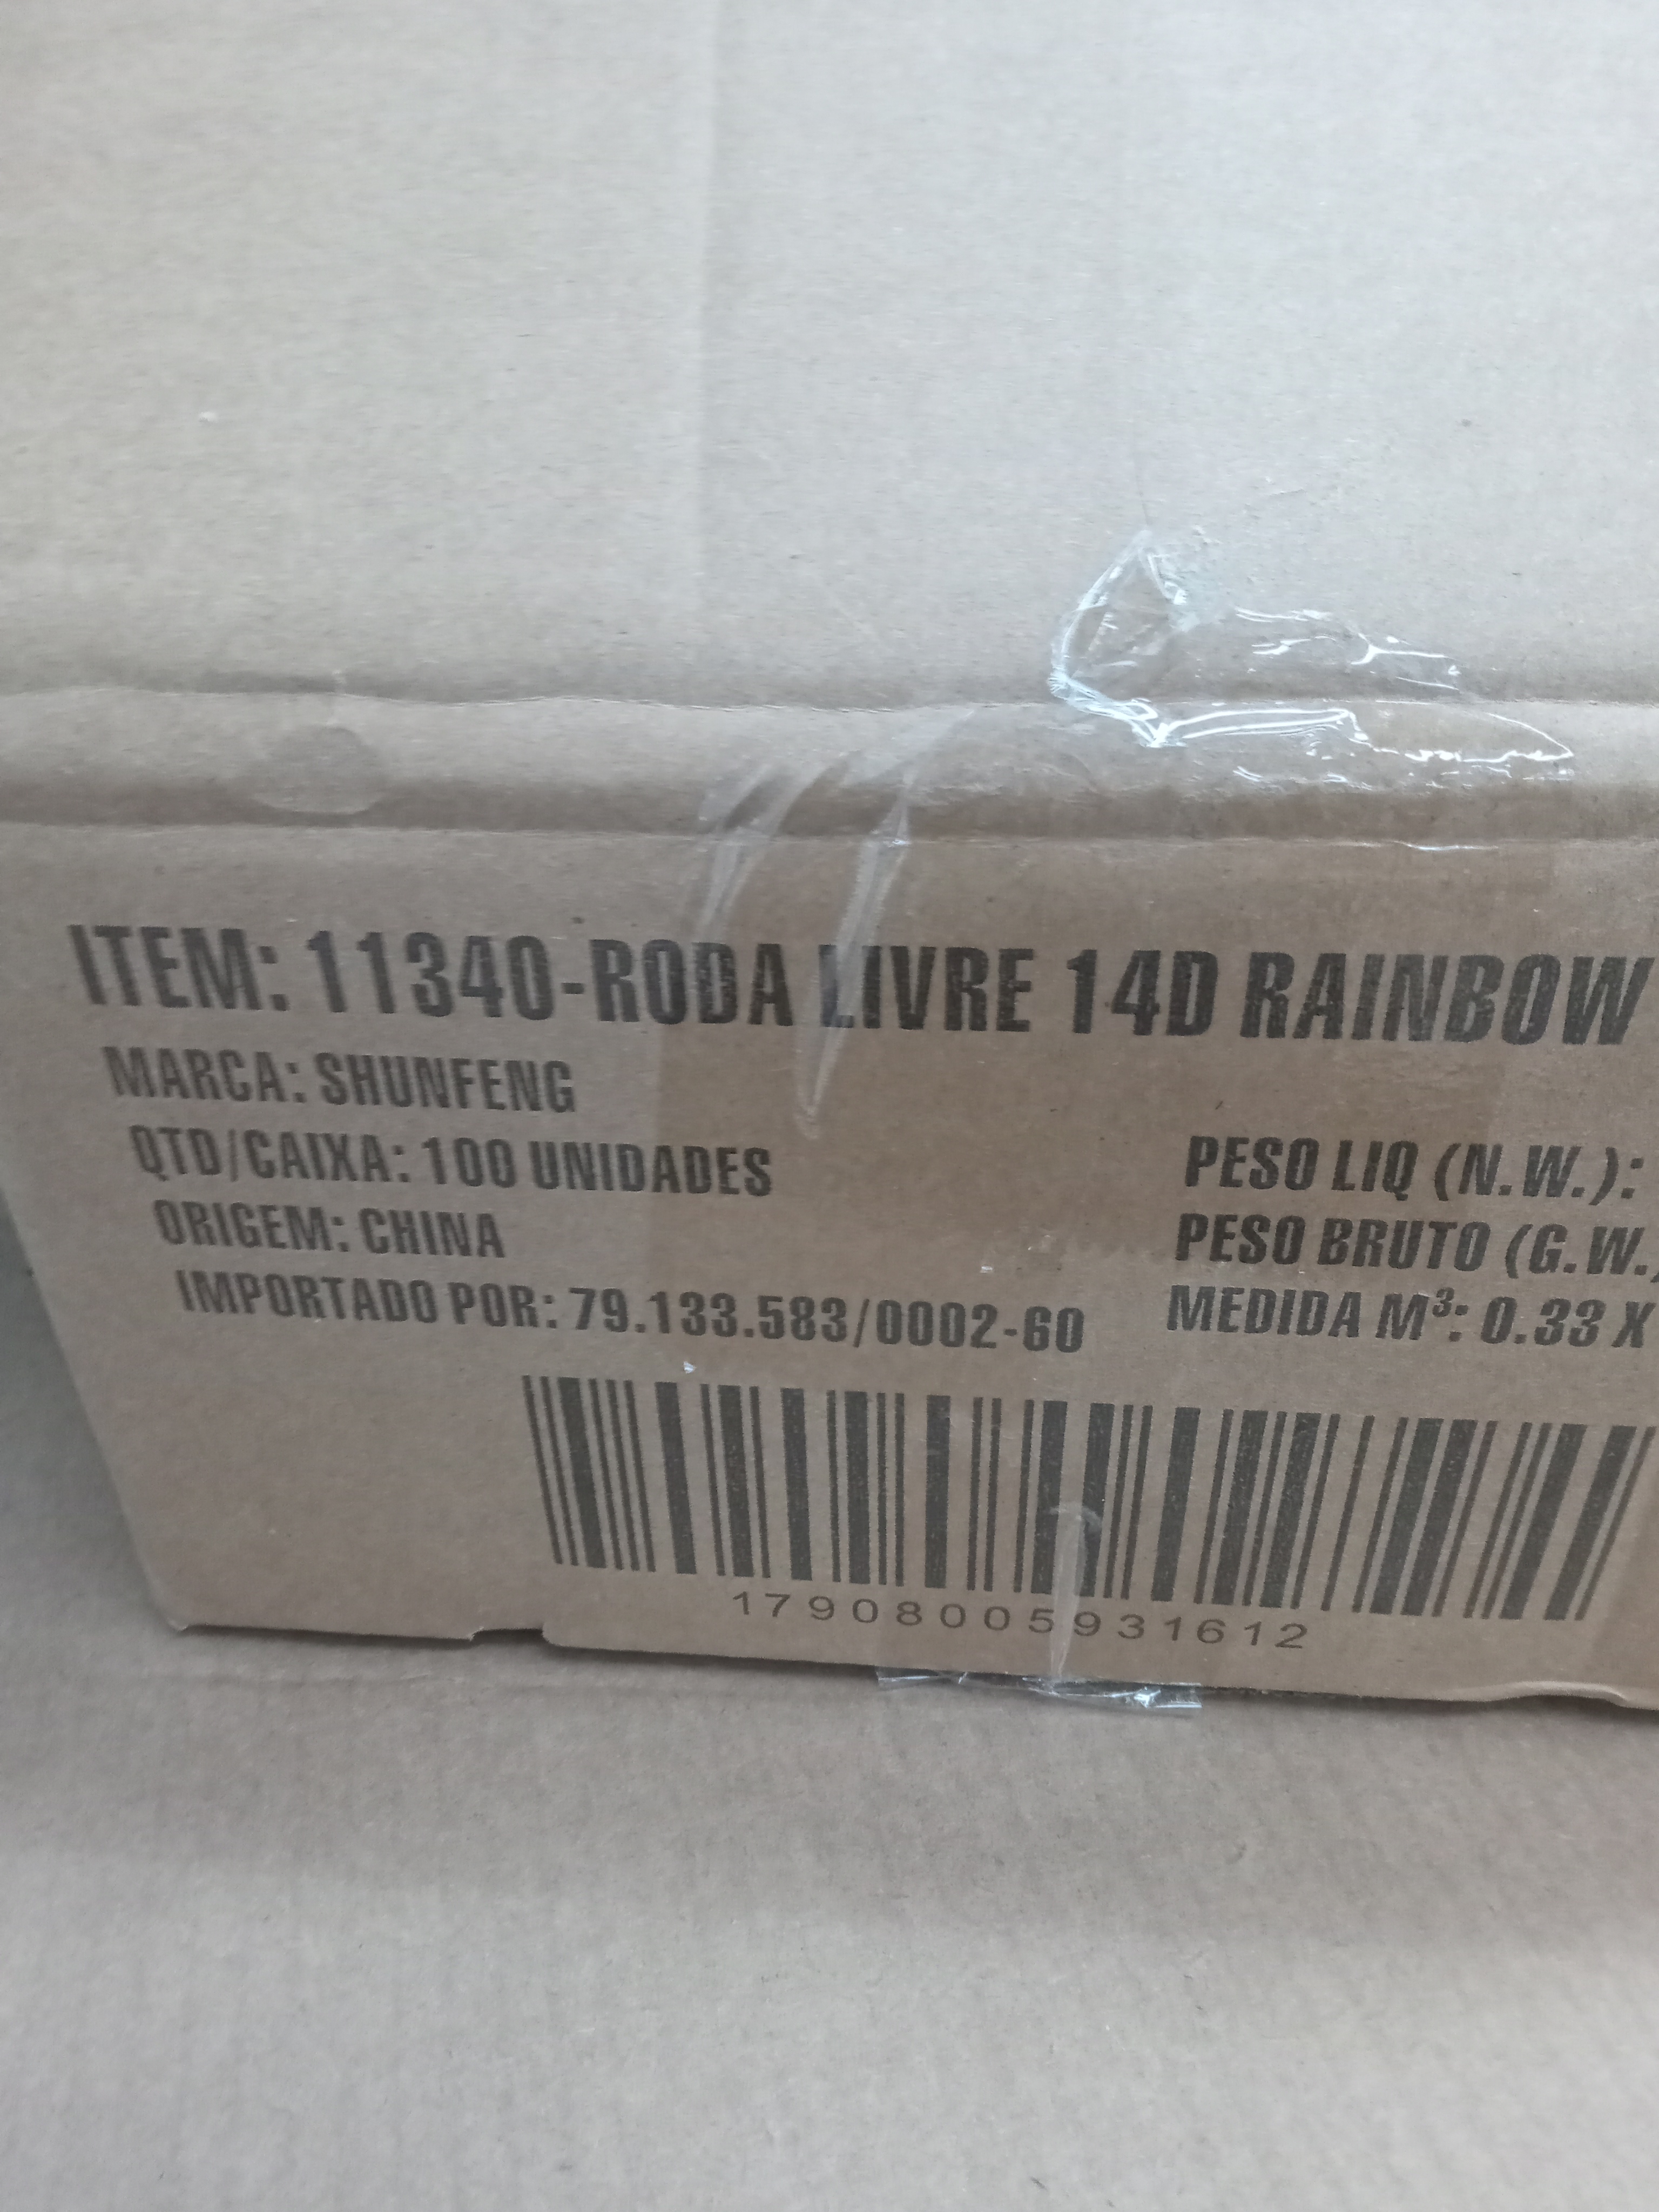 ITEM: 11340-RODA LIVRE 14D RAINBOW
MARCA: SHUNFENG
QTD/CAIXA: 100 UNIDADES
ORIGEM: CHINA
IMPORTADO POR: 79.133.583/0002-60
PESO LIQ (N.W.):
PESO BRUTO (G.W.)
MEDIDA M³: 0.33 X
17908005931612